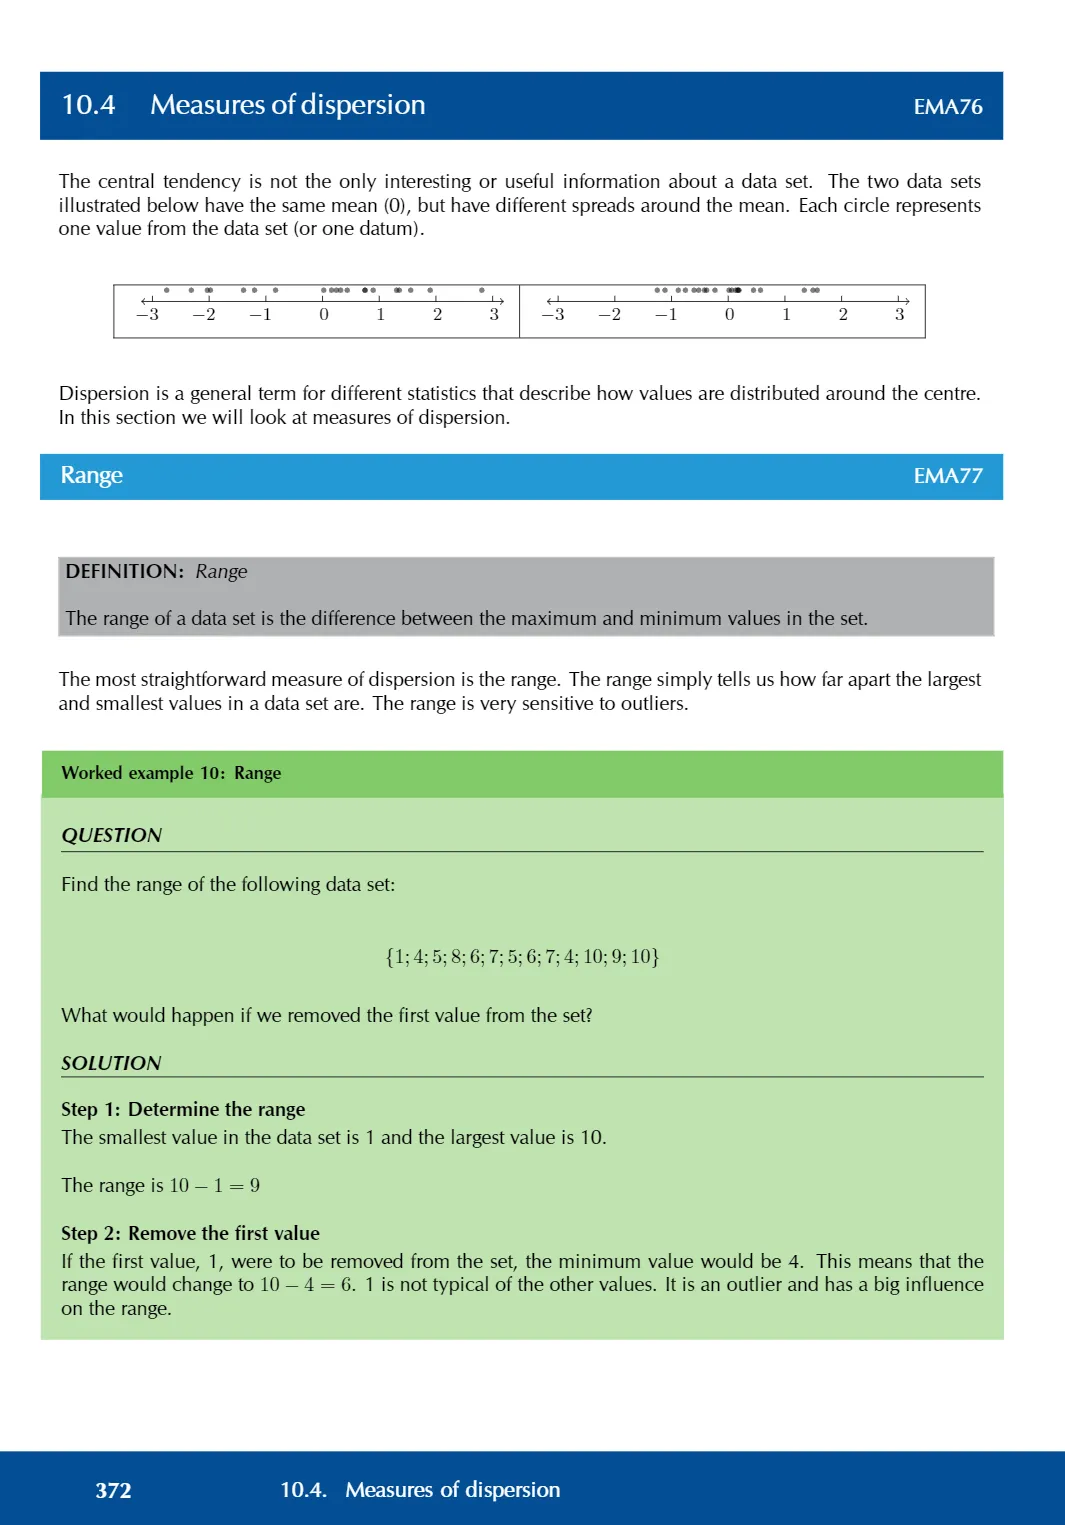 10.4 Measures of dispersion EMA76
The central tendency is not the only interesting or useful information about a data set. The two data sets
illustrated below have the same mean (0), but have different spreads around the mean. Each circle represents
one value from the data set (or one datum).
−3 −2 −1 0 1 2 3 −3 −2 −1 0 1 2 3
Dispersion is a general term for different statistics that describe how values are distributed around the centre.
In this section we will look at measures of dispersion.
Range EMA77
DEFINITION: Range
The range of a data set is the difference between the maximum and minimum values in the set.
The most straightforward measure of dispersion is the range. The range simply tells us how far apart the largest
and smallest values in a data set are. The range is very sensitive to outliers.
Worked example 10: Range
QUESTION
Find the range of the following data set:
{1; 4; 5; 8; 6; 7; 5; 6; 7; 4; 10; 9; 10}
What would happen if we removed the first value from the set?
SOLUTION
Step 1: Determine the range
The smallest value in the data set is 1 and the largest value is 10.
The range is 10 − 1 = 9
Step 2: Remove the first value
If the first value, 1, were to be removed from the set, the minimum value would be 4. This means that the
range would change to 10 − 4 = 6. 1 is not typical of the other values. It is an outlier and has a big influence
on the range.
372 10.4. Measures of dispersion